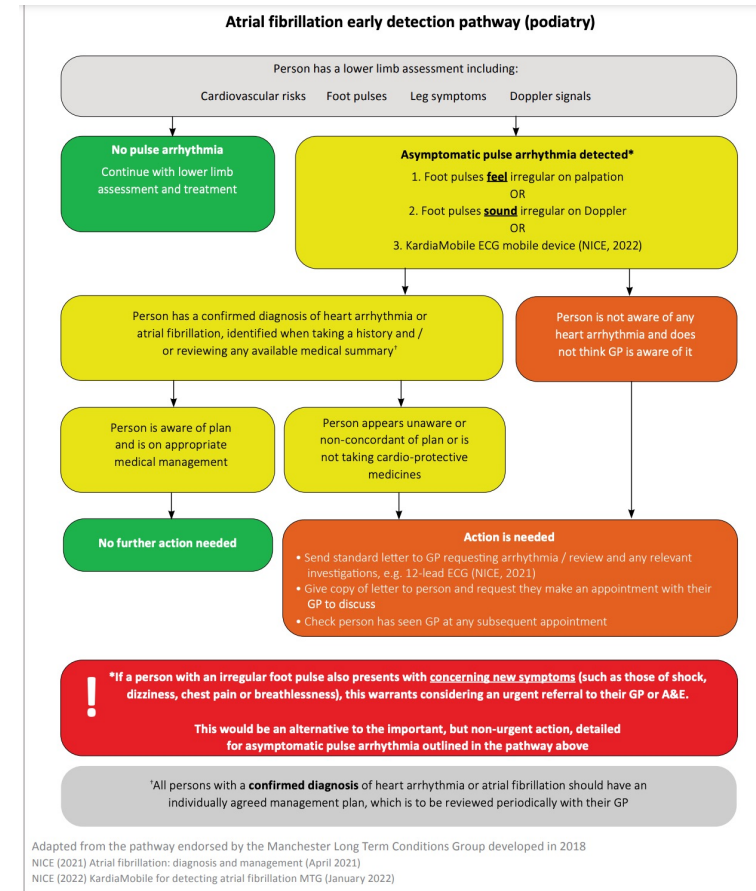 Atrial fibrillation early detection pathway (podiatry)
Person has a lower limb assessment including:
Cardiovascular risks Foot pulses Leg symptoms Doppler signals
No pulse arrhythmia
Continue with lower limb
assessment and treatment
Asymptomatic pulse arrhythmia detected*
1. Foot pulses feel irregular on palpation
OR
2. Foot pulses sound irregular on Doppler
OR
3. KardiaMobile ECG mobile device (NICE, 2022)
Person has a confirmed diagnosis of heart arrhythmia or
atrial fibrillation, identified when taking a history and /
or reviewing any available medical summary†
Person is not aware of any
heart arrhythmia and does
not think GP is aware of it
Person is aware of plan
and is on appropriate
medical management
Person appears unaware or
non-concordant of plan or is
not taking cardio-protective
medicines
No further action needed
Action is needed
• Send standard letter to GP requesting arrhythmia / review and any relevant
investigations, e.g. 12-lead ECG (NICE, 2021)
• Give copy of letter to person and request they make an appointment with their
GP to discuss
• Check person has seen GP at any subsequent appointment
!
*If a person with an irregular foot pulse also presents with concerning new symptoms (such as those of shock,
dizziness, chest pain or breathlessness), this warrants considering an urgent referral to their GP or A&E.
This would be an alternative to the important, but non-urgent action, detailed
for asymptomatic pulse arrhythmia outlined in the pathway above
†All persons with a confirmed diagnosis of heart arrhythmia or atrial fibrillation should have an
individually agreed management plan, which is to be reviewed periodically with their GP
Adapted from the pathway endorsed by the Manchester Long Term Conditions Group developed in 2018
NICE (2021) Atrial fibrillation: diagnosis and management (April 2021)
NICE (2022) KardiaMobile for detecting atrial fibrillation MTG (January 2022)